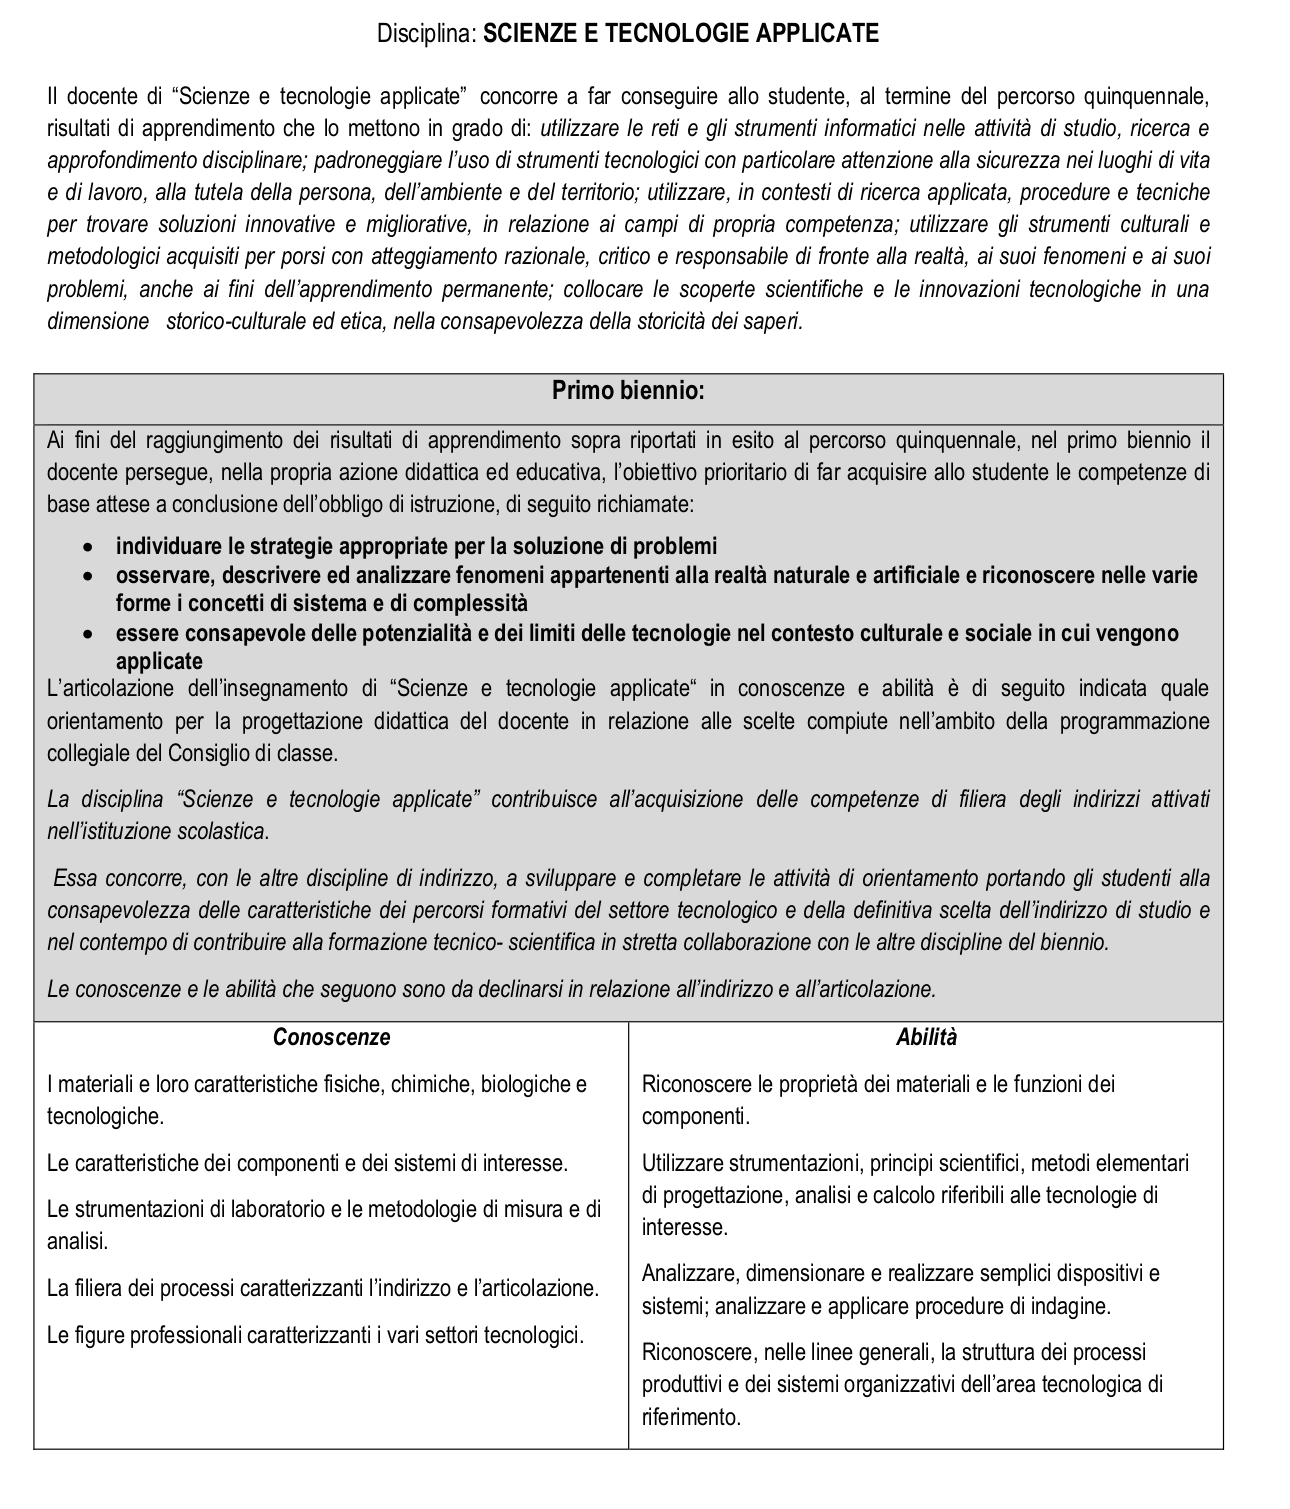 Disciplina: SCIENZE E TECNOLOGIE APPLICATE
Il docente di “Scienze e tecnologie applicate” concorre a far conseguire allo studente, al termine del percorso quinquennale,
risultati di apprendimento che lo mettono in grado di: utilizzare le reti e gli strumenti informatici nelle attività di studio, ricerca e
approfondimento disciplinare; padroneggiare l’uso di strumenti tecnologici con particolare attenzione alla sicurezza nei luoghi di vita
e di lavoro, alla tutela della persona, dell’ambiente e del territorio; utilizzare, in contesti di ricerca applicata, procedure e tecniche
per trovare soluzioni innovative e migliorative, in relazione ai campi di propria competenza; utilizzare gli strumenti culturali e
metodologici acquisiti per porsi con atteggiamento razionale, critico e responsabile di fronte alla realtà, ai suoi fenomeni e ai suoi
problemi, anche ai fini dell’apprendimento permanente; collocare le scoperte scientifiche e le innovazioni tecnologiche in una
dimensione storico-culturale ed etica, nella consapevolezza della storicità dei saperi.
Primo biennio:
Ai fini del raggiungimento dei risultati di apprendimento sopra riportati in esito al percorso quinquennale, nel primo biennio il
docente persegue, nella propria azione didattica ed educativa, l’obiettivo prioritario di far acquisire allo studente le competenze di
base attese a conclusione dell’obbligo di istruzione, di seguito richiamate:
• individuare le strategie appropriate per la soluzione di problemi
• osservare, descrivere ed analizzare fenomeni appartenenti alla realtà naturale e artificiale e riconoscere nelle varie
forme i concetti di sistema e di complessità
• essere consapevole delle potenzialità e dei limiti delle tecnologie nel contesto culturale e sociale in cui vengono
applicate
L’articolazione dell’insegnamento di “Scienze e tecnologie applicate“ in conoscenze e abilità è di seguito indicata quale
orientamento per la progettazione didattica del docente in relazione alle scelte compiute nell’ambito della programmazione
collegiale del Consiglio di classe.
La disciplina “Scienze e tecnologie applicate” contribuisce all’acquisizione delle competenze di filiera degli indirizzi attivati
nell’istituzione scolastica.
Essa concorre, con le altre discipline di indirizzo, a sviluppare e completare le attività di orientamento portando gli studenti alla
consapevolezza delle caratteristiche dei percorsi formativi del settore tecnologico e della definitiva scelta dell’indirizzo di studio e
nel contempo di contribuire alla formazione tecnico- scientifica in stretta collaborazione con le altre discipline del biennio.
Le conoscenze e le abilità che seguono sono da declinarsi in relazione all’indirizzo e all’articolazione.
Conoscenze
I materiali e loro caratteristiche fisiche, chimiche, biologiche e
tecnologiche.
Le caratteristiche dei componenti e dei sistemi di interesse.
Le strumentazioni di laboratorio e le metodologie di misura e di
analisi.
La filiera dei processi caratterizzanti l’indirizzo e l’articolazione.
Le figure professionali caratterizzanti i vari settori tecnologici.
Abilità
Riconoscere le proprietà dei materiali e le funzioni dei
componenti.
Utilizzare strumentazioni, principi scientifici, metodi elementari
di progettazione, analisi e calcolo riferibili alle tecnologie di
interesse.
Analizzare, dimensionare e realizzare semplici dispositivi e
sistemi; analizzare e applicare procedure di indagine.
Riconoscere, nelle linee generali, la struttura dei processi
produttivi e dei sistemi organizzativi dell’area tecnologica di
riferimento.